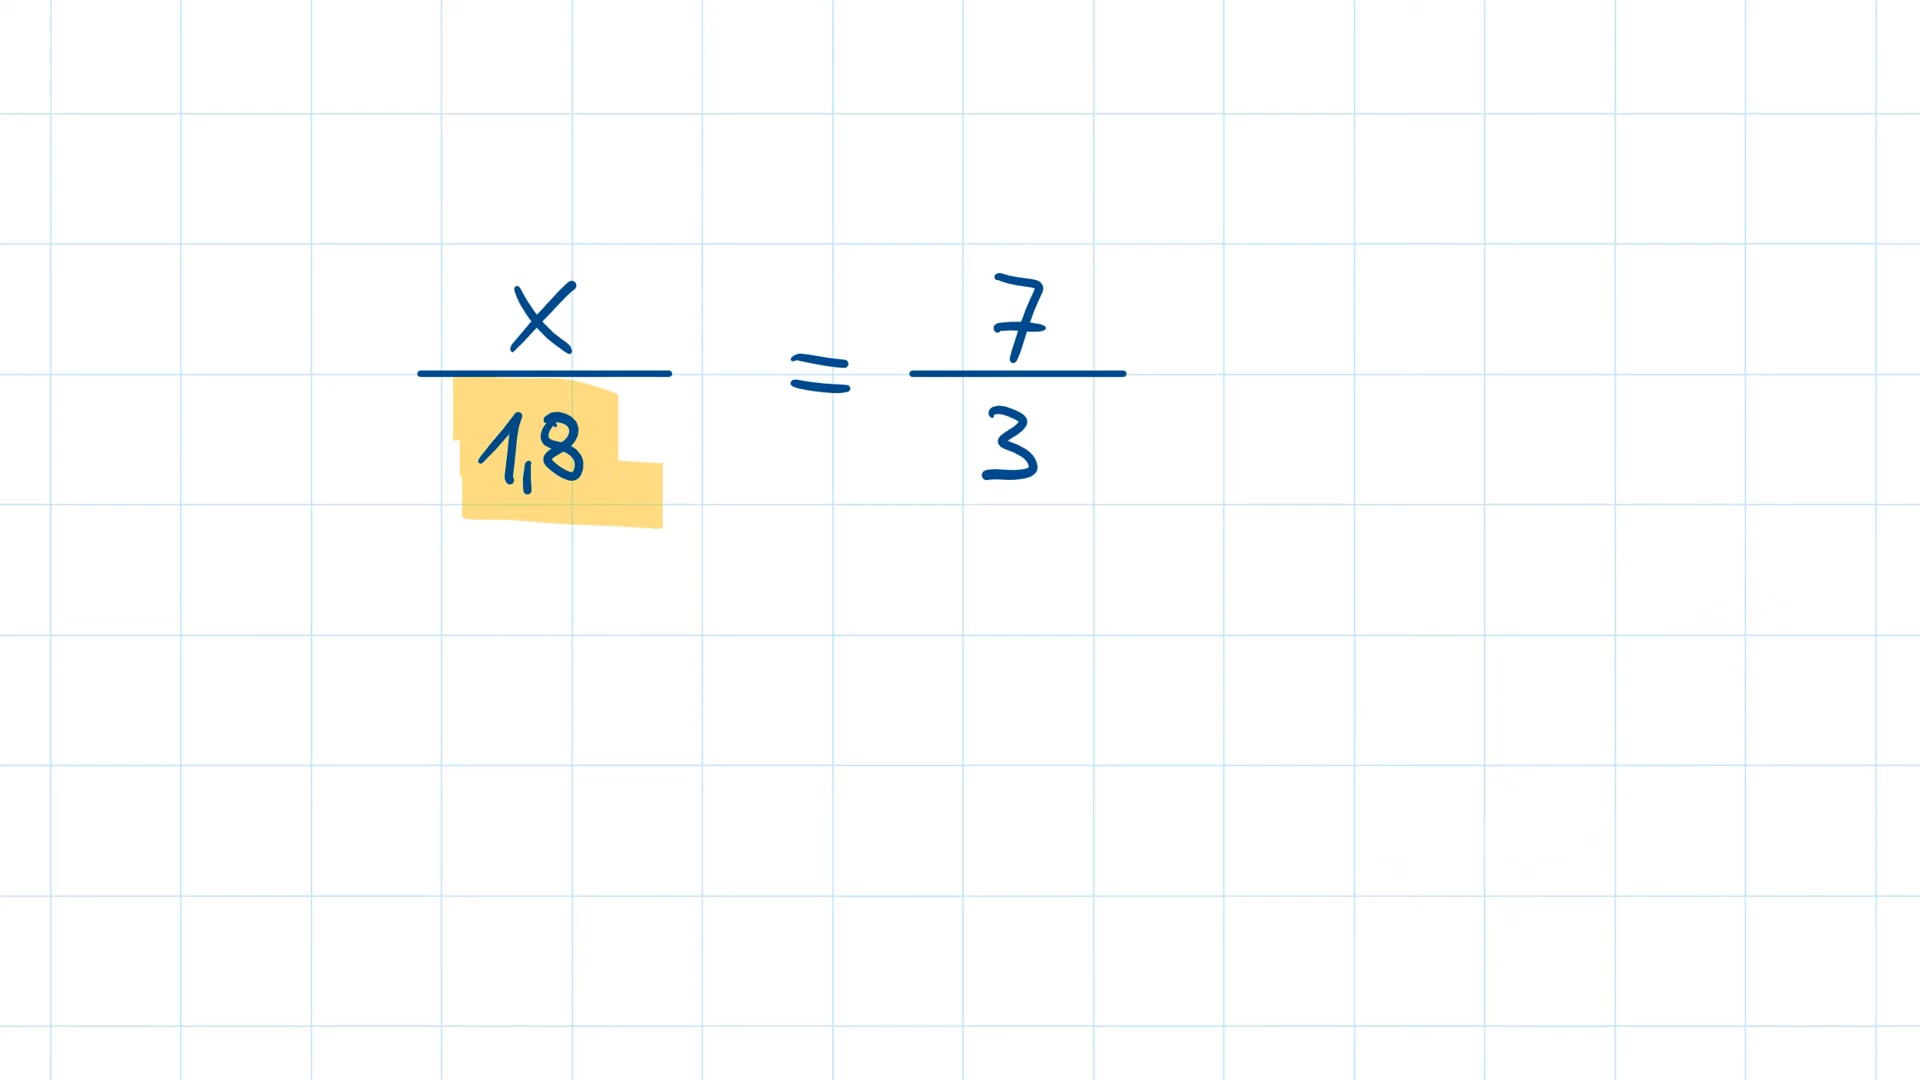 x/1,8 = 7/3